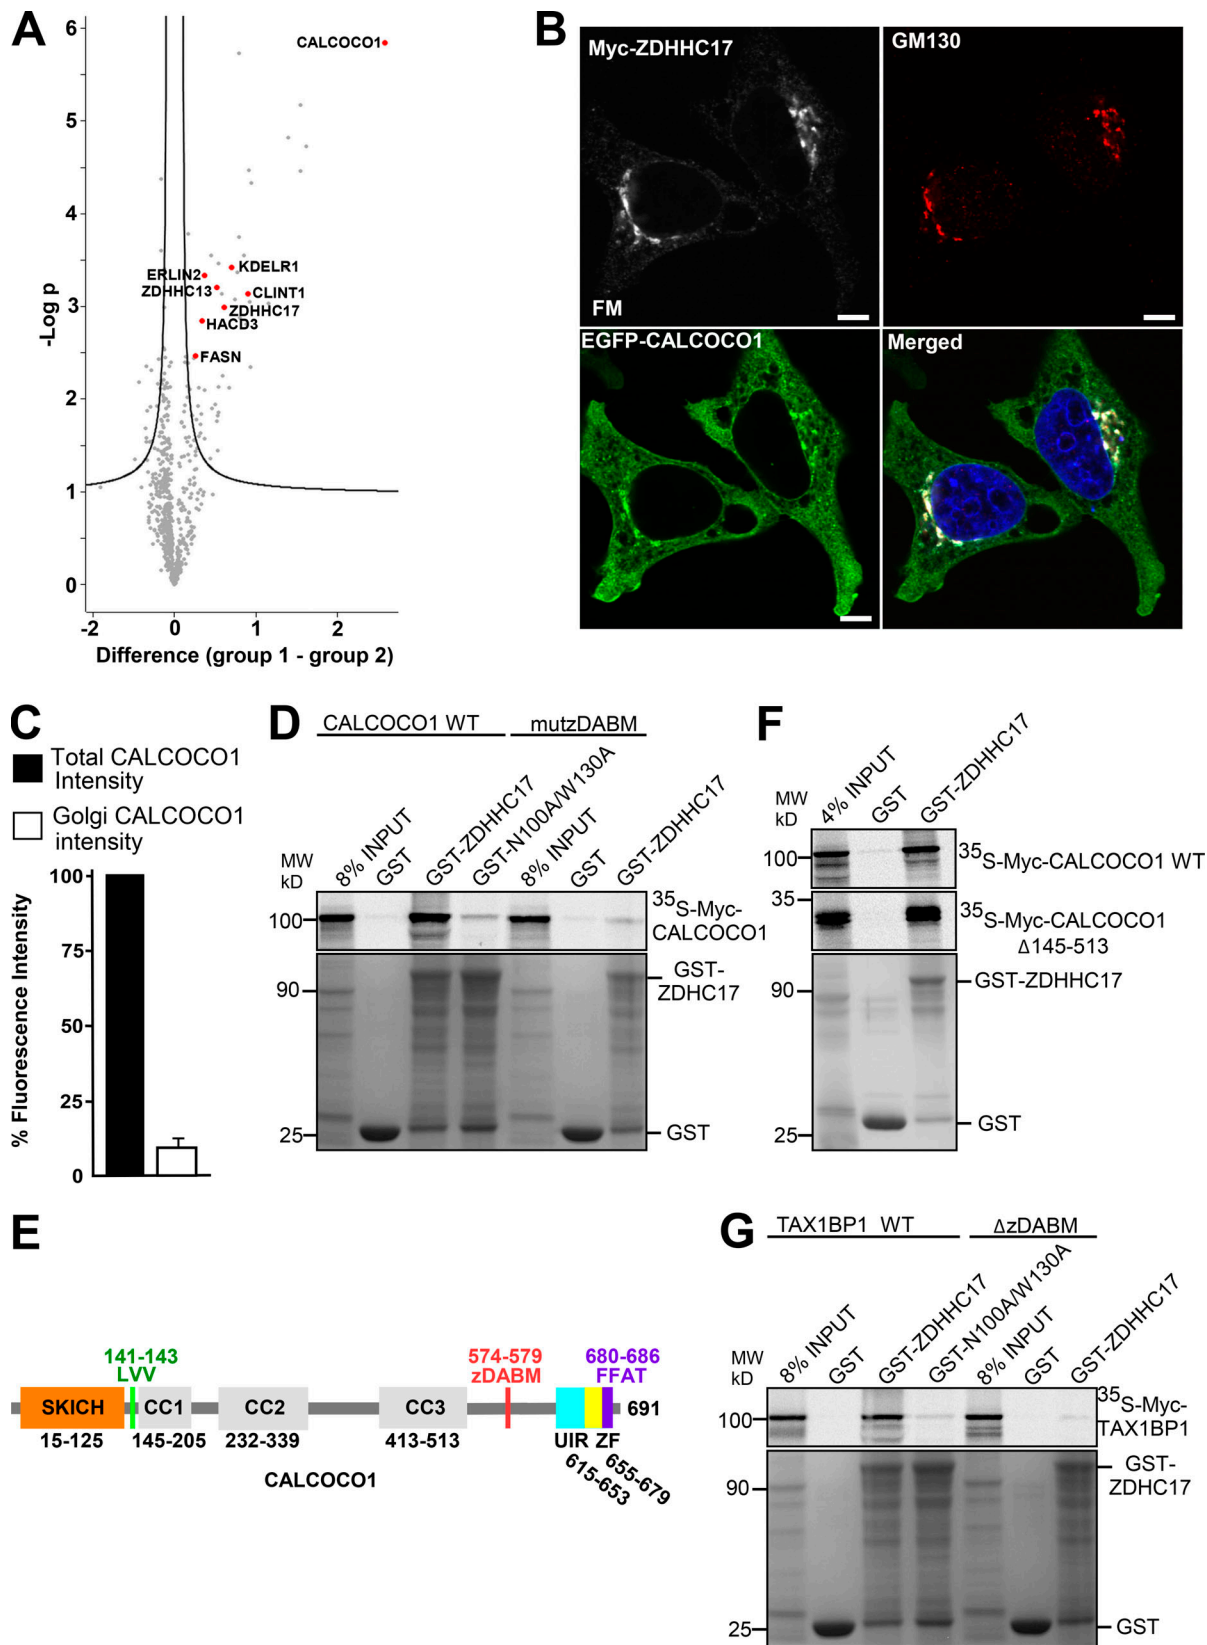 A
6
5
4
3
2
1
0
-Log p
CALCOCO1
KDELR1
ERLIN2
ZDHHC13
CLINT1
ZDHHC17
HACD3
FASN
-2
0
1
2
Difference (group 1 - group 2)
B
Myc-ZDHHC17
GM130
FM
EGFP-CALCOCO1
Merged
C
Total CALCOCO1
Intensity
Golgi CALCOCO1
intensity
% Fluorescence Intensity
100
75
50
25
0
D
CALCOCO1 WT
mutzDABM
MW
kD
8% INPUT
GST
GST-ZDHHC17
GST-N100A/W130A
8% INPUT
GST
GST-ZDHHC17
100
35S-Myc-
CALCOCO1
90
GST-
ZDHC17
25
GST
F
MW
kD
4% INPUT
GST
GST-ZDHHC17
100
35S-Myc-CALCOCO1 WT
35
35S-Myc-CALCOCO1
Δ145-513
90
GST-ZDHHC17
25
GST
E
141-143
LVV
574-579
zDABM
680-686
FFAT
SKICH
CC1
CC2
CC3
691
15-125
145-205
232-339
413-513
UIR
ZF
655-679
615-653
CALCOCO1
G
TAX1BP1 WT
ΔzDABM
MW
kD
8% INPUT
GST
GST-ZDHHC17
GST-N100A/W130A
8% INPUT
GST
GST-ZDHHC17
100
35S-Myc-
TAX1BP1
90
GST-
ZDHC17
25
GST